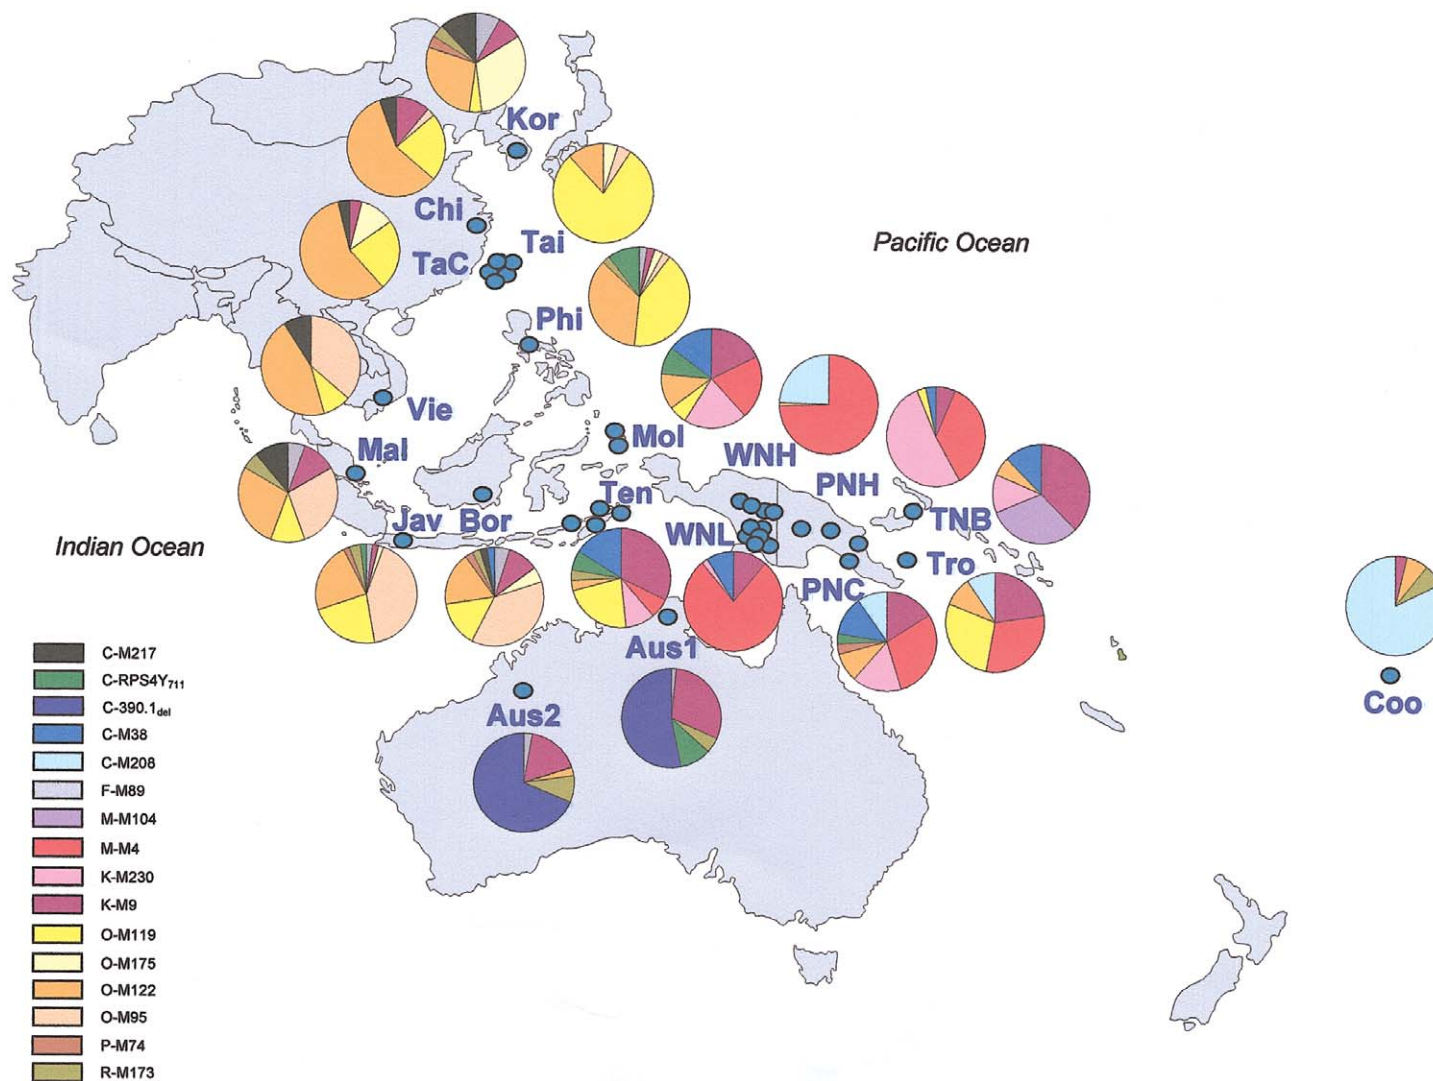 Kor
Chi
Tai
TaC
Pacific Ocean
Phi
Vie
Mol
Mal
WNH
PNH
Ten
TNB
Jav Bor
WNL
Indian Ocean
Tro
PNC
Aus1
Aus2
Coo
C-M217
C-RPS4Y711
C-390.1del
C-M38
C-M208
F-M89
M-M104
M-M4
K-M230
K-M9
O-M119
O-M175
O-M122
O-M95
P-M74
R-M173